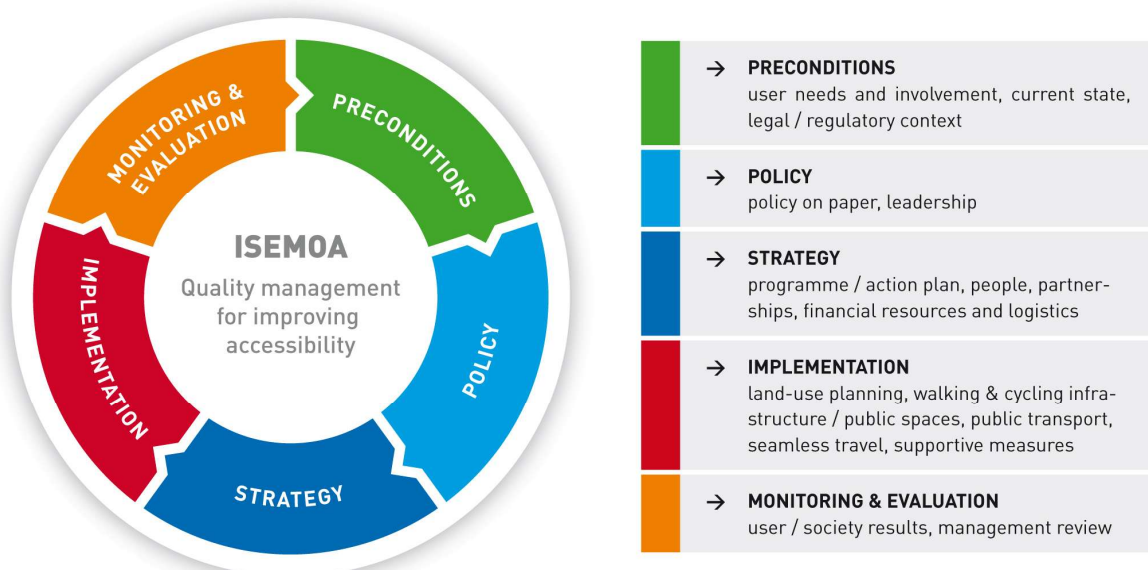 MONITORING &
EVALUATION
PRECONDITIONS
POLICY
STRATEGY
IMPLEMENTATION
ISEMOA
Quality management
for improving
accessibility
→ PRECONDITIONS
user needs and involvement, current state,
legal / regulatory context
→ POLICY
policy on paper, leadership
→ STRATEGY
programme / action plan, people, partner-
ships, financial resources and logistics
→ IMPLEMENTATION
land-use planning, walking & cycling infra-
structure / public spaces, public transport,
seamless travel, supportive measures
→ MONITORING & EVALUATION
user / society results, management review